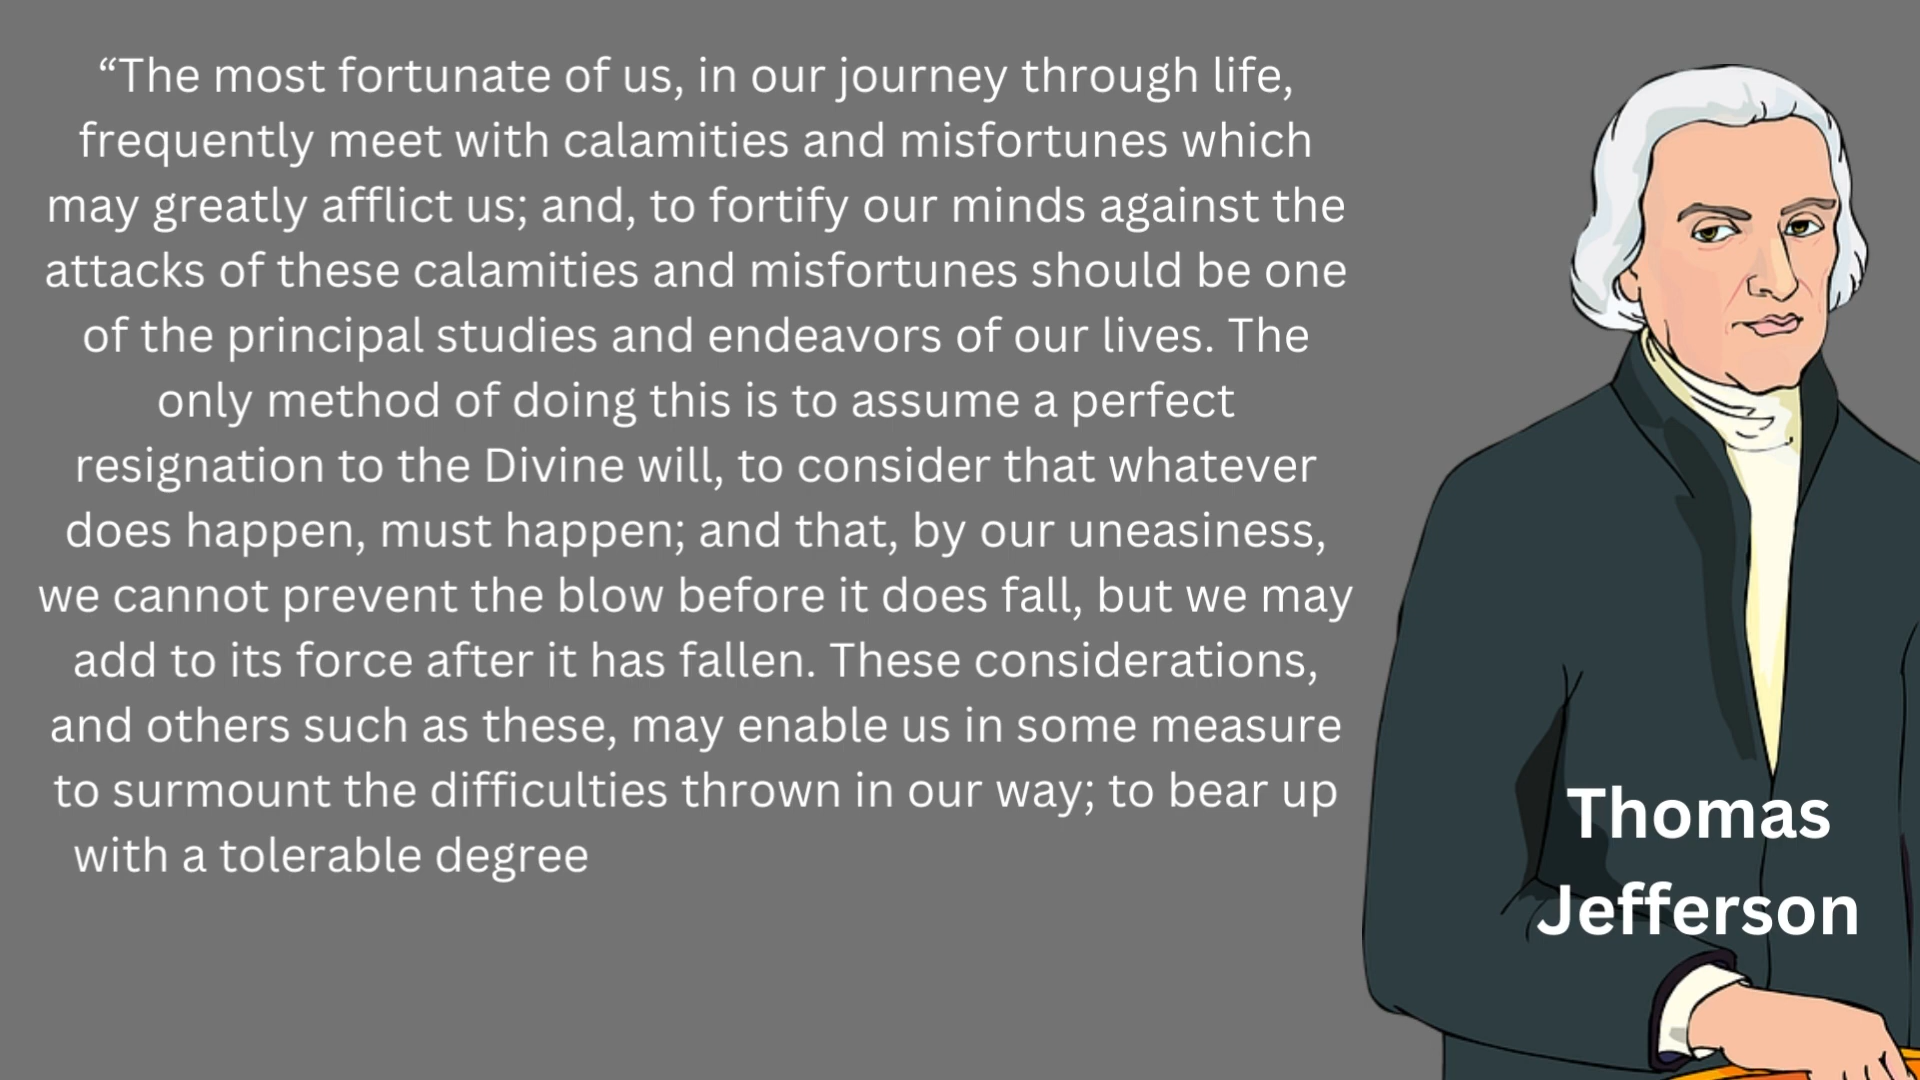 “The most fortunate of us, in our journey through life,
frequently meet with calamities and misfortunes which
may greatly afflict us; and, to fortify our minds against the
attacks of these calamities and misfortunes should be one
of the principal studies and endeavors of our lives. The
only method of doing this is to assume a perfect
resignation to the Divine will, to consider that whatever
does happen, must happen; and that, by our uneasiness,
we cannot prevent the blow before it does fall, but we may
add to its force after it has fallen. These considerations,
and others such as these, may enable us in some measure
to surmount the difficulties thrown in our way; to bear up
with a tolerable degree
Thomas
Jefferson